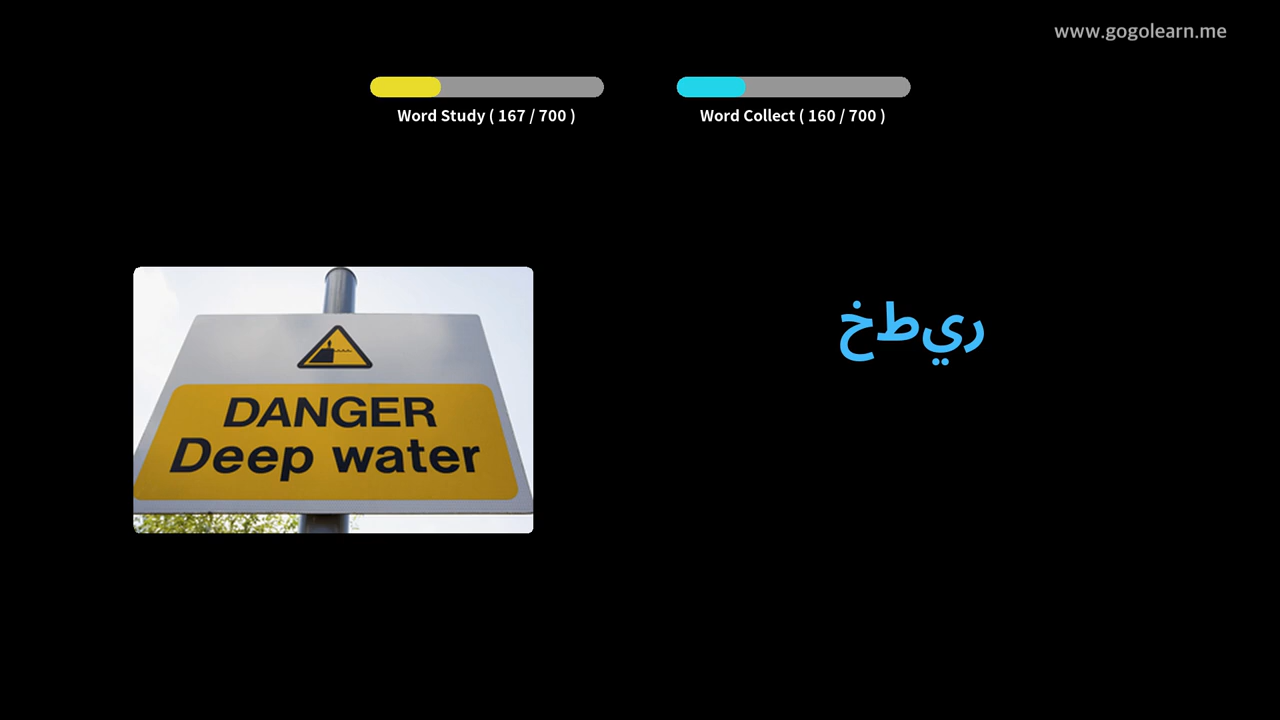 www.gogolearn.me
Word Study ( 167 / 700 )
Word Collect ( 160 / 700 )
DANGER
Deep water
ريطخ